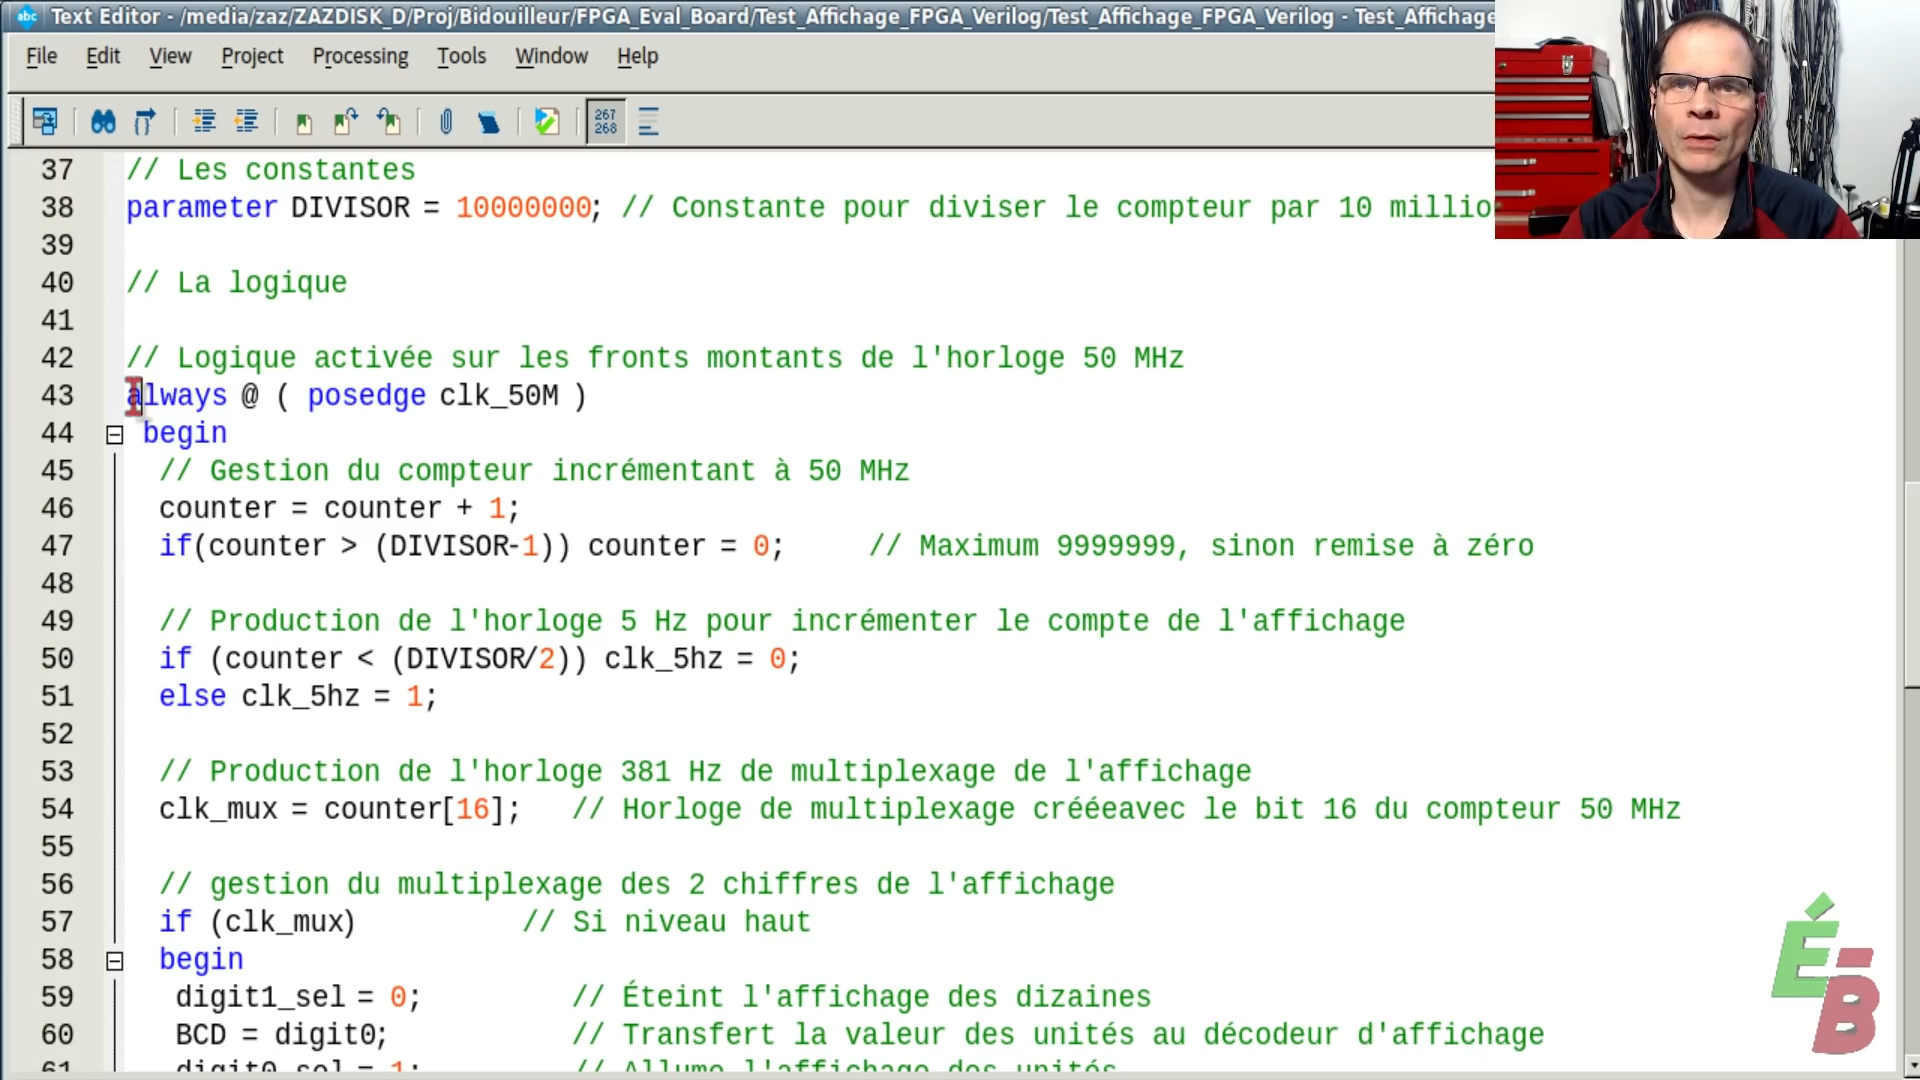 abc Text Editor - /media/zaz/ZAZDISK_D/Proj/Bidouilleur/FPGA_Eval_Board/Test_Affichage_FPGA_Verilog/Test_Affichage_FPGA_Verilog - Test_Affichage
File Edit View Project Processing Tools Window Help
267
268
37 // Les constantes
38 parameter DIVISOR = 10000000; // Constante pour diviser le compteur par 10 millio
39
40 // La logique
41
42 // Logique activée sur les fronts montants de l'horloge 50 MHz
43 always @ ( posedge clk_50M )
44 begin
45 // Gestion du compteur incrémentant à 50 MHz
46 counter = counter + 1;
47 if(counter > (DIVISOR-1)) counter = 0; // Maximum 9999999, sinon remise à zéro
48
49 // Production de l'horloge 5 Hz pour incrémenter le compte de l'affichage
50 if (counter < (DIVISOR/2)) clk_5hz = 0;
51 else clk_5hz = 1;
52
53 // Production de l'horloge 381 Hz de multiplexage de l'affichage
54 clk_mux = counter[16]; // Horloge de multiplexage crééeavec le bit 16 du compteur 50 MHz
55
56 // gestion du multiplexage des 2 chiffres de l'affichage
57 if (clk_mux) // Si niveau haut
58 begin
59 digit1_sel = 0; // Éteint l'affichage des dizaines
60 BCD = digit0; // Transfert la valeur des unités au décodeur d'affichage
61 digit0_sel = 1; // Allume l'affichage des unités
É-B